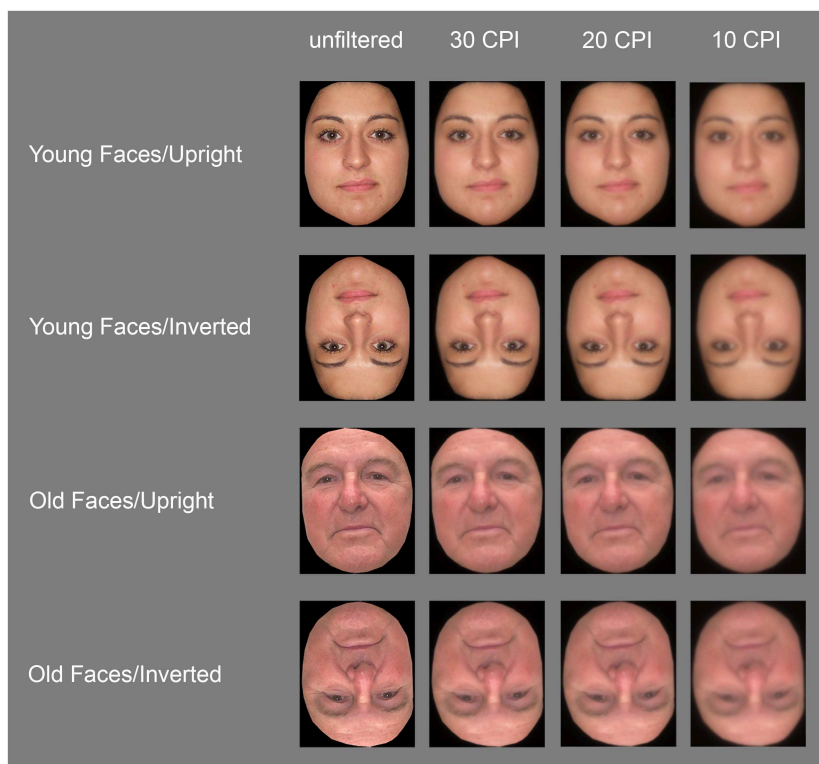 unfiltered 30 CPI 20 CPI 10 CPI
Young Faces/Upright
Young Faces/Inverted
Old Faces/Upright
Old Faces/Inverted